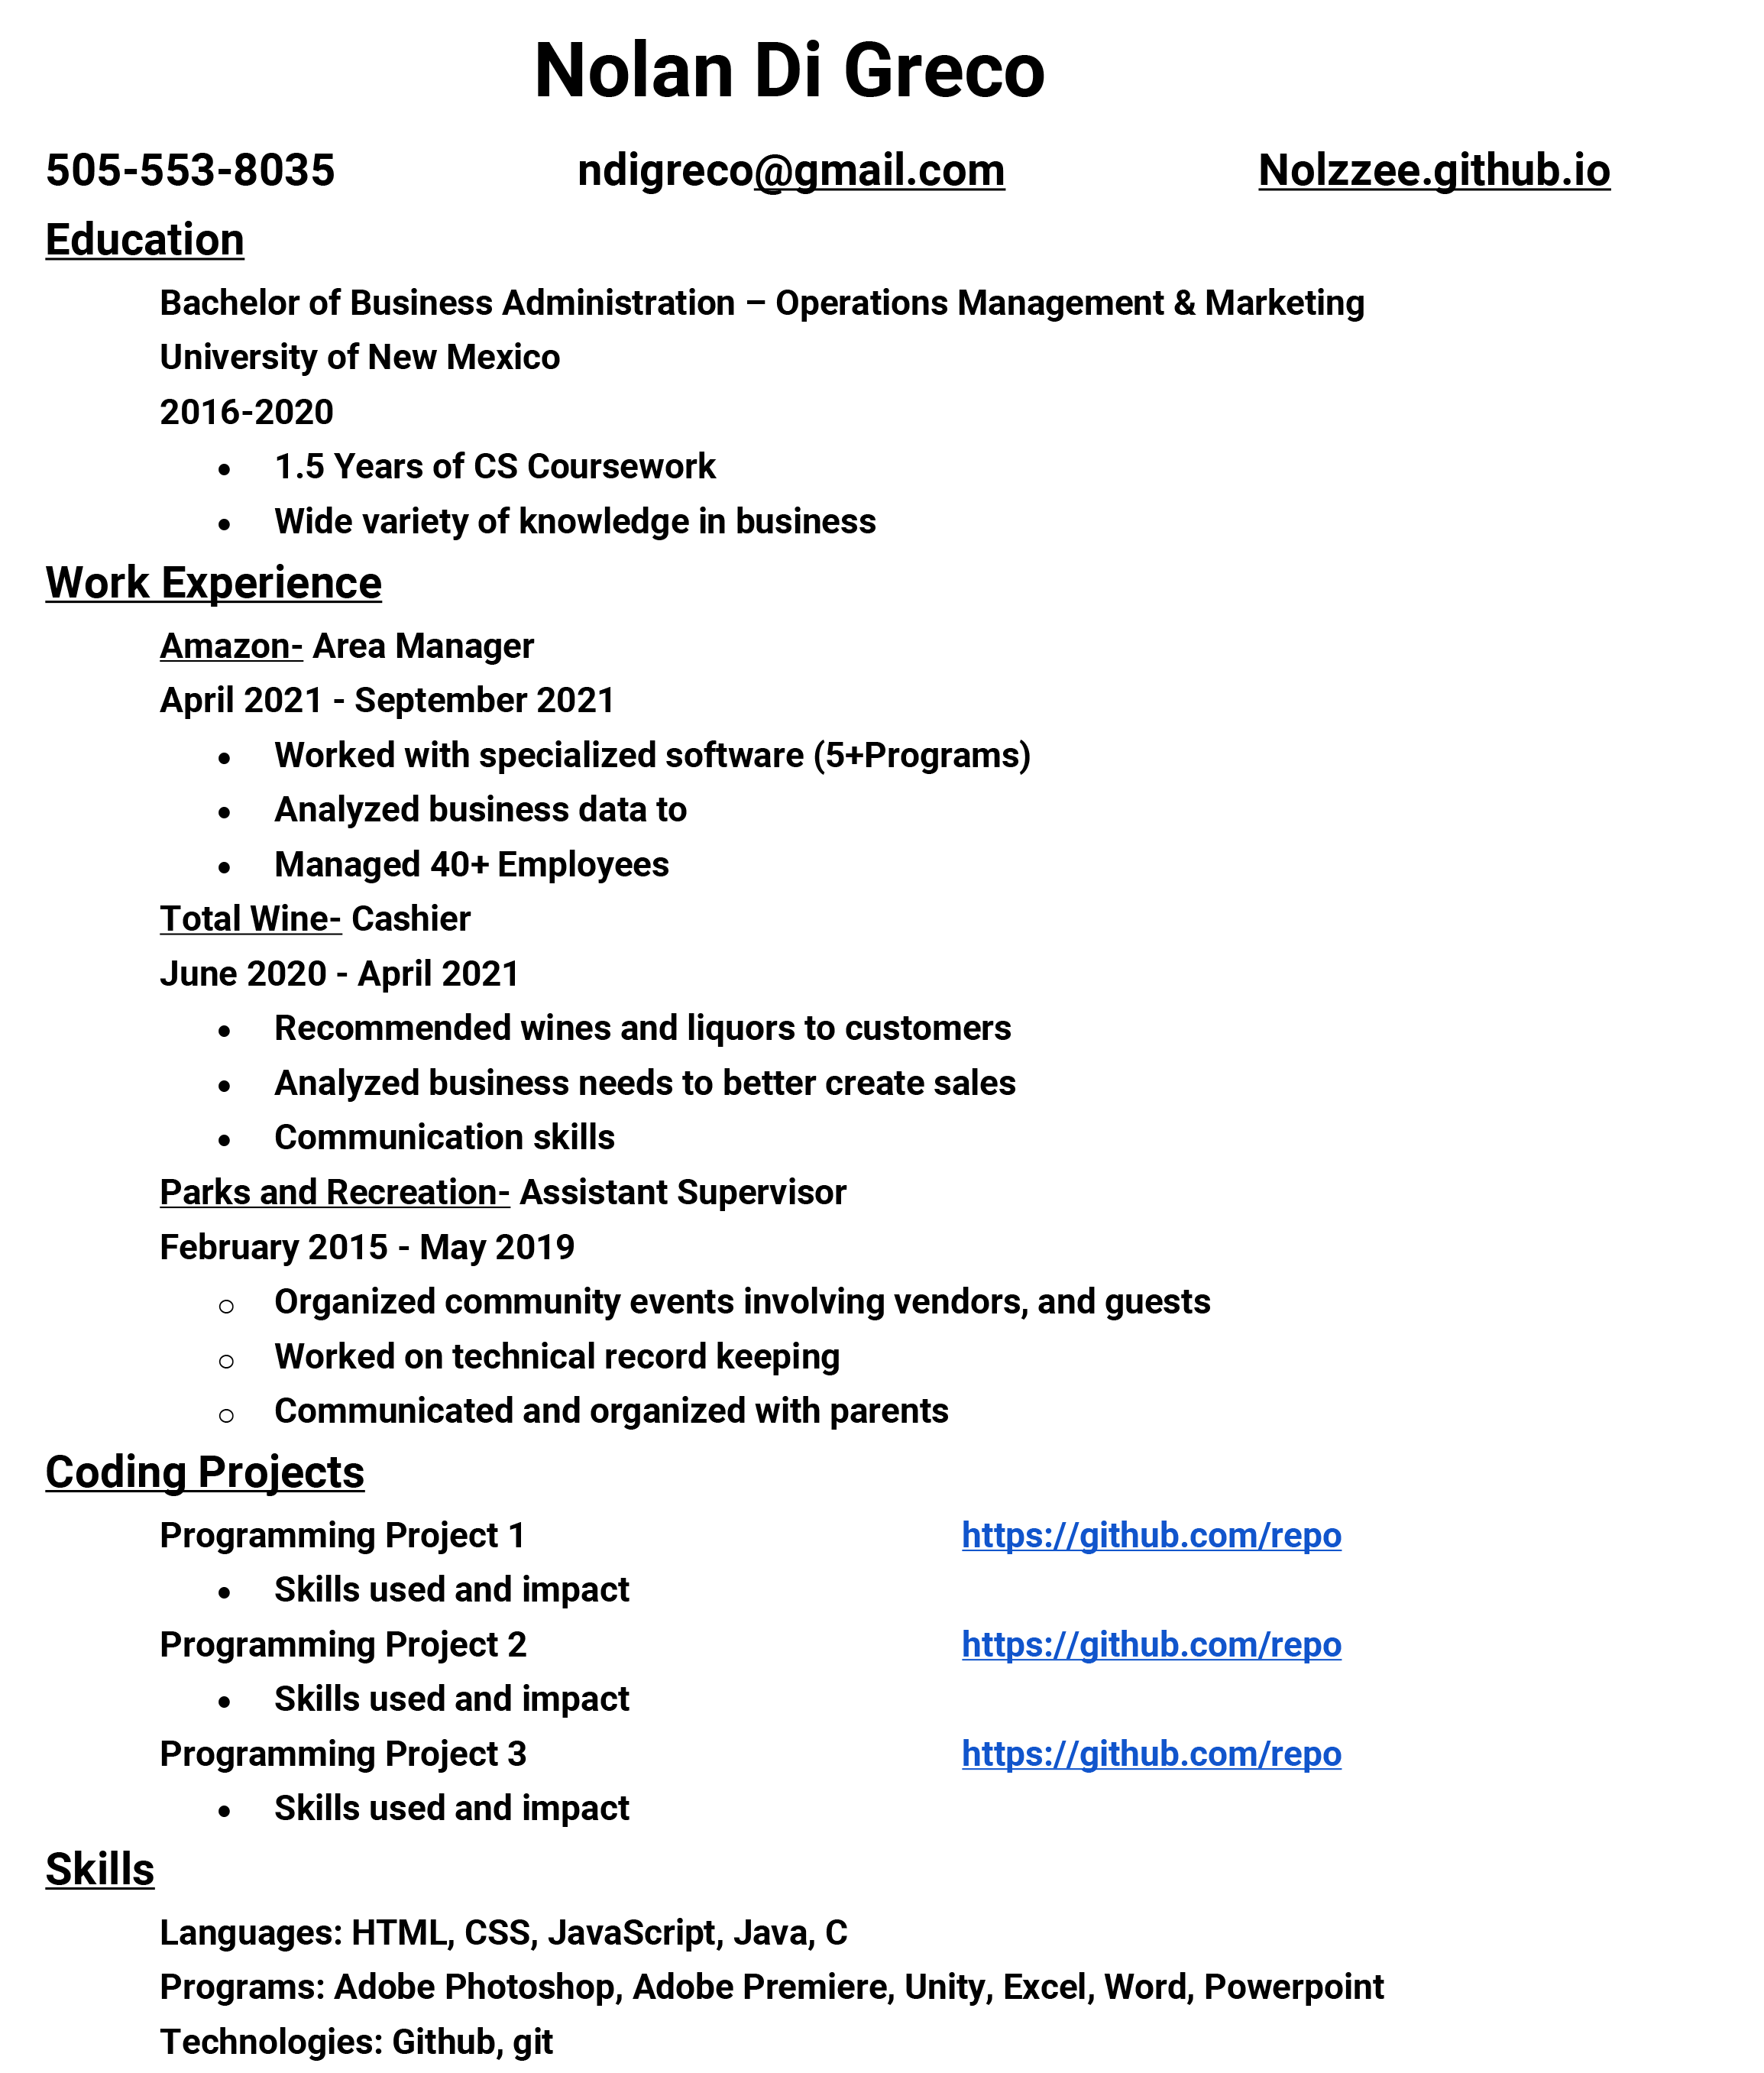 Nolan Di Greco
505-553-8035 ndigreco@gmail.com Nolzzee.github.io
Education
Bachelor of Business Administration – Operations Management & Marketing
University of New Mexico
2016-2020
• 1.5 Years of CS Coursework
• Wide variety of knowledge in business
Work Experience
Amazon- Area Manager
April 2021 - September 2021
• Worked with specialized software (5+Programs)
• Analyzed business data to
• Managed 40+ Employees
Total Wine- Cashier
June 2020 - April 2021
• Recommended wines and liquors to customers
• Analyzed business needs to better create sales
• Communication skills
Parks and Recreation- Assistant Supervisor
February 2015 - May 2019
○ Organized community events involving vendors, and guests
○ Worked on technical record keeping
○ Communicated and organized with parents
Coding Projects
Programming Project 1 https://github.com/repo
• Skills used and impact
Programming Project 2 https://github.com/repo
• Skills used and impact
Programming Project 3 https://github.com/repo
• Skills used and impact
Skills
Languages: HTML, CSS, JavaScript, Java, C
Programs: Adobe Photoshop, Adobe Premiere, Unity, Excel, Word, Powerpoint
Technologies: Github, git